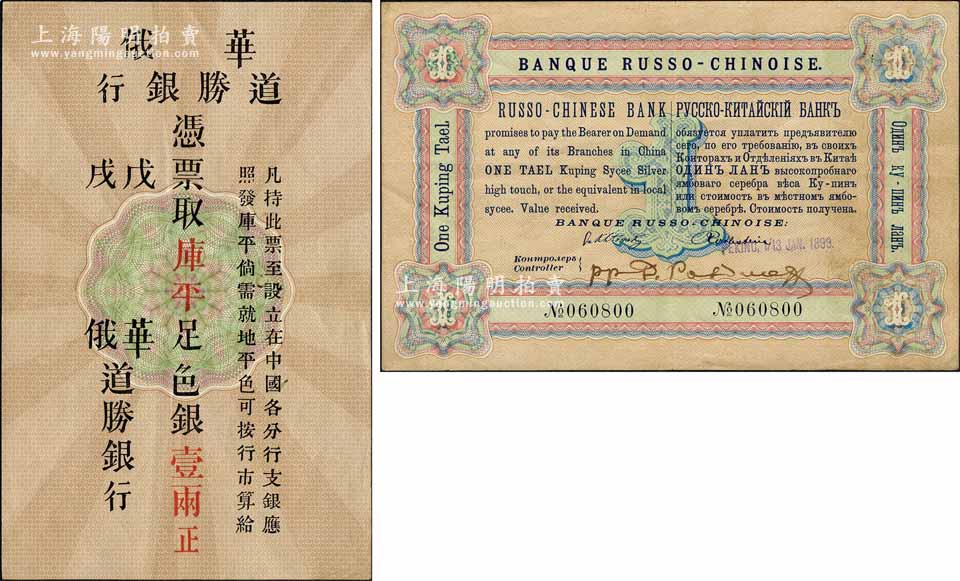 上海陽明拍賣
www.yangmingauction.com
華俄
道勝銀行
凡持此票至設立在中國各分行支銀應
照發庫平倘需就地平色可按行市算給
憑票取庫平足色銀壹兩正
戊戌
華俄道勝銀行
BANQUE RUSSO-CHINOISE.
One Kuping Tael.
RUSSO-CHINESE BANK
promises to pay the Bearer on Demand
at any of its Branches in China
ONE TAEL Kuping Sycee Silver
high touch, or the equivalent in local
sycee. Value received.
РУССКО-КИТАЙСКІЙ БАНКЪ
обязуется уплатить предъявителю
сего, по его требованію, въ своихъ
Конторахъ и Отдѣленіяхъ въ Китаѣ
ОДИНЪ ЛАНЪ высокопробнаго
ямбоваго серебра вѣса Ку-пинъ
или стоимость въ мѣстномъ ямбо-
вомъ серебрѣ. Стоимость получена.
Одинъ ку-пинъ ланъ.
1
BANQUE RUSSO-CHINOISE:
PEKING, 1/13 JAN. 1899.
Контролеръ
Controller
№060800
№060800
上海陽明拍賣
www.yangmingauction.com